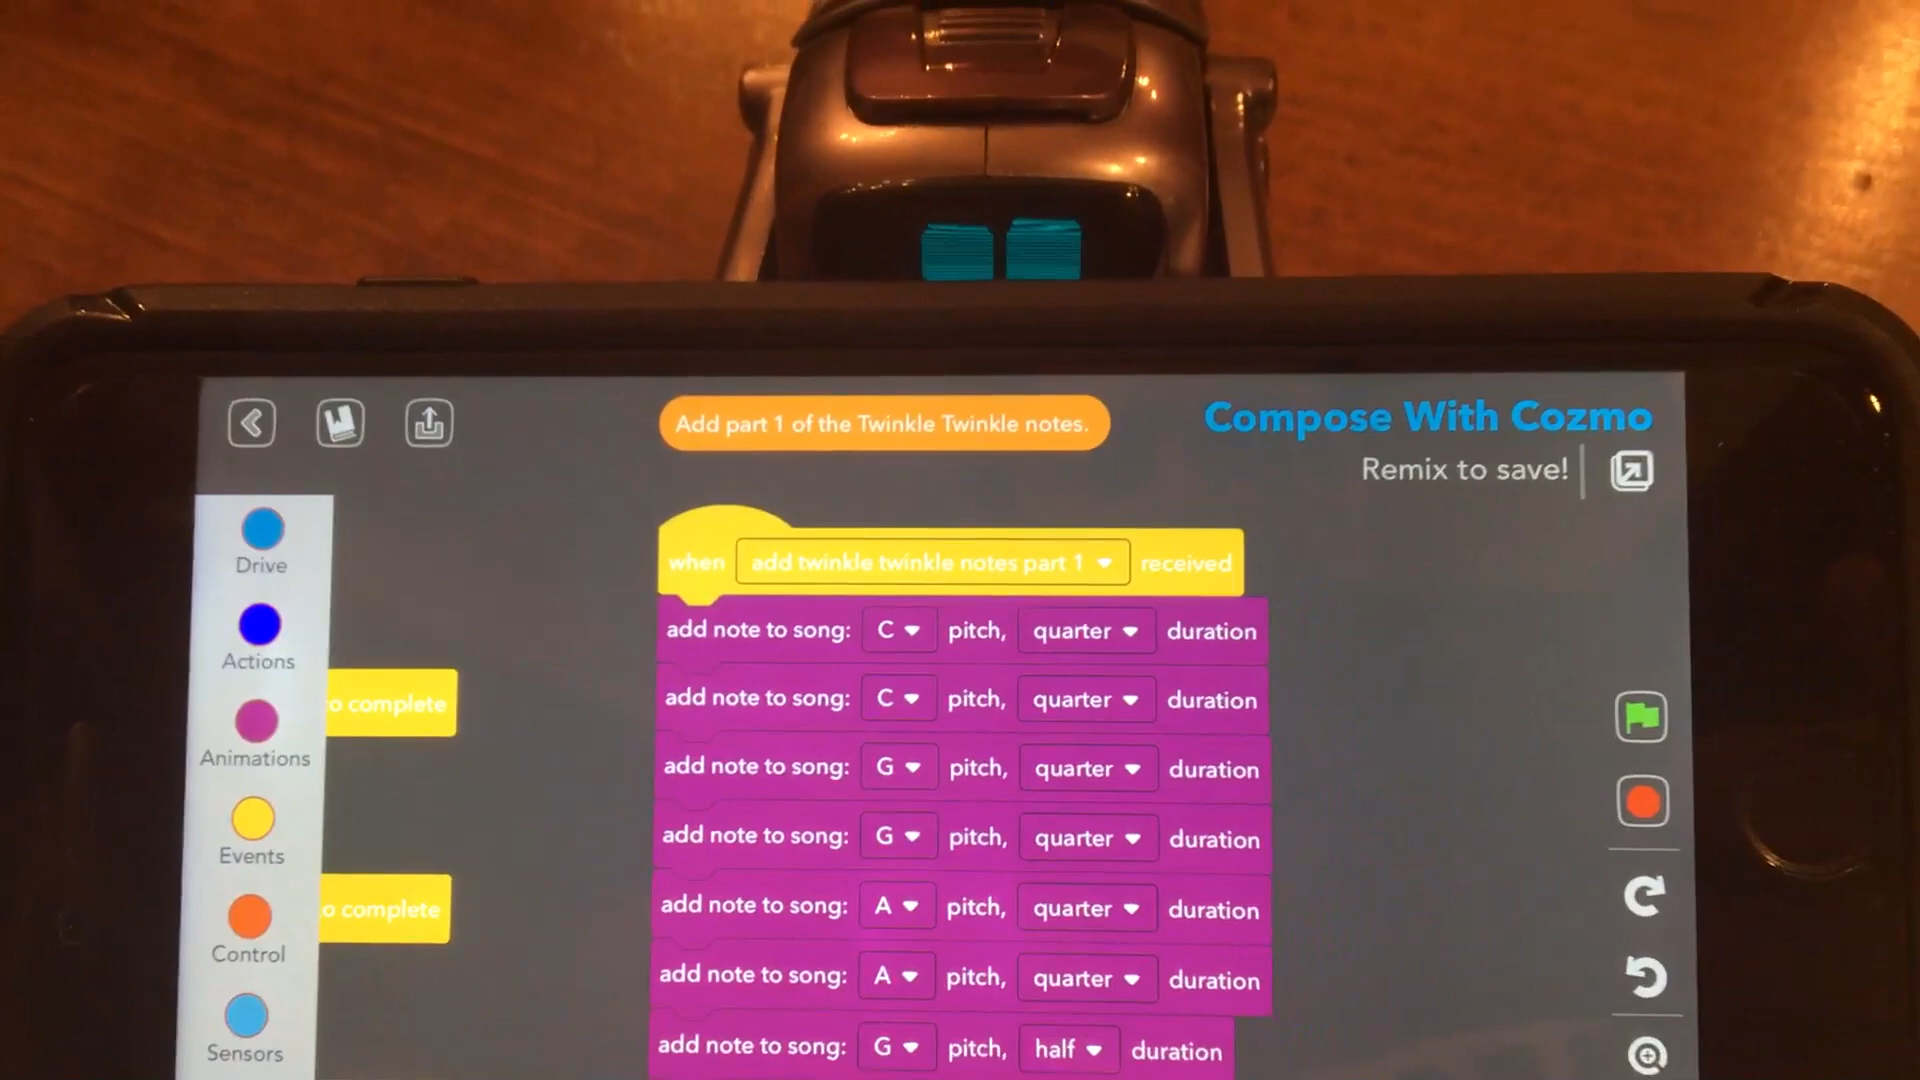 Add part 1 of the Twinkle Twinkle notes.
Compose With Cozmo
Remix to save!
Drive
Actions
Animations
Events
Control
Sensors
o complete
o complete
when add twinkle twinkle notes part 1 received
add note to song: C pitch, quarter duration
add note to song: C pitch, quarter duration
add note to song: G pitch, quarter duration
add note to song: G pitch, quarter duration
add note to song: A pitch, quarter duration
add note to song: A pitch, quarter duration
add note to song: G pitch, half duration